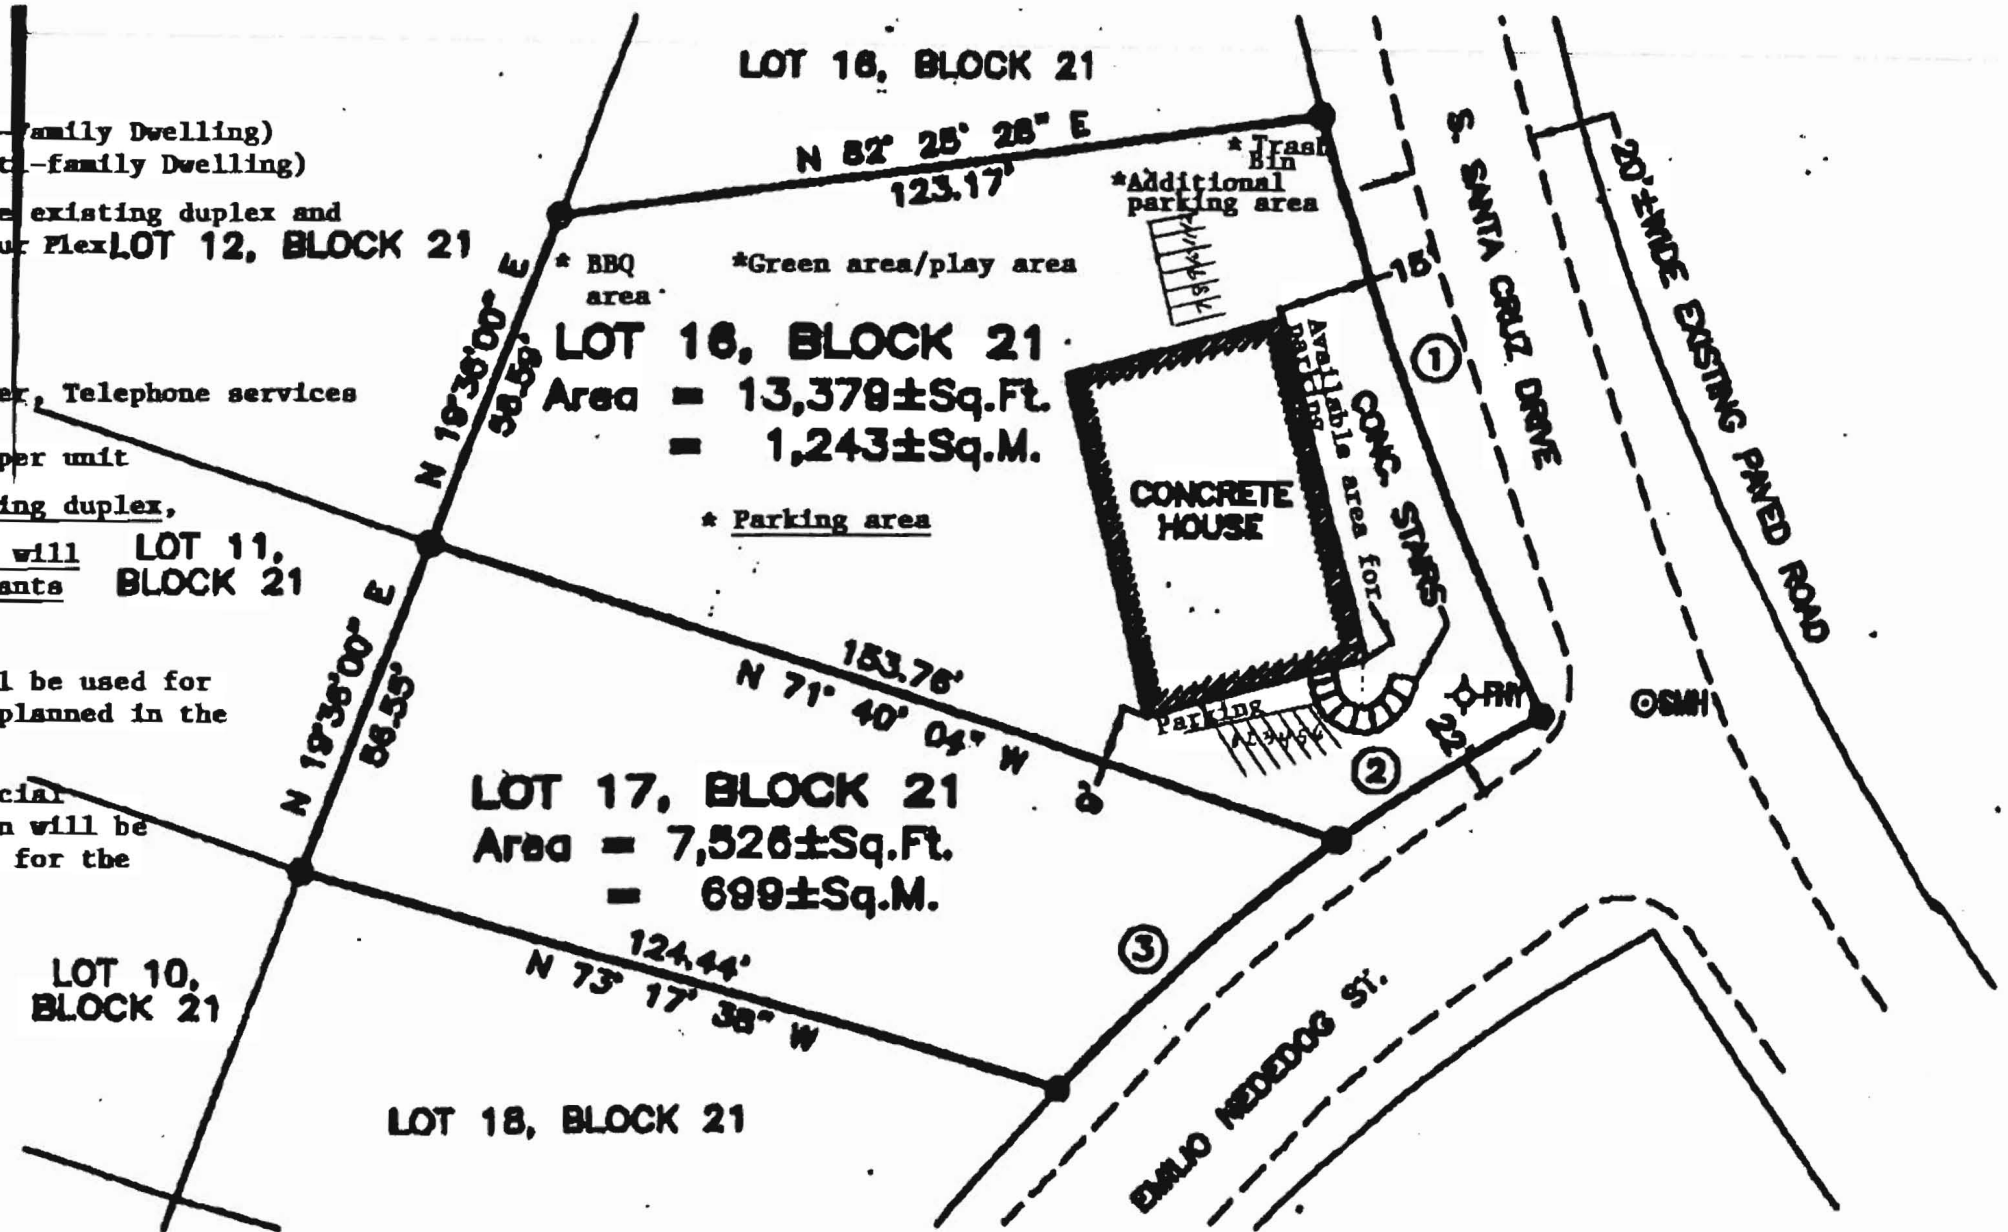 LOT 16, BLOCK 21
-Family Dwelling)
-family Dwelling)
existing duplex and
Plex
LOT 12, BLOCK 21
Telephone services
per unit
ing duplex,
will
ants
LOT 11,
BLOCK 21
l be used for
planned in the
cial
n will be
for the
LOT 10,
BLOCK 21
N 82° 25' 28" E
123.17'
* Trash
Bin
*Additional
parking area
* BBQ
area
*Green area/play area
N 19°36'00" E
58.59'
LOT 16, BLOCK 21
Area = 13,379±Sq.Ft.
= 1,243±Sq.M.
* Parking area
CONCRETE
HOUSE
Available area for
parking
CONC. STAIRS
15'
1
S. SANTA CRUZ DRIVE
20'±WIDE EXISTING PAVED ROAD
Parking
FHY
SMH
22'
2
153.76'
N 71° 40' 04" W
N 19°36'00" E
56.55'
LOT 17, BLOCK 21
Area = 7,526±Sq.Ft.
= 699±Sq.M.
3
124.44'
N 73° 17' 38" W
LOT 18, BLOCK 21
EMILIO
ST.